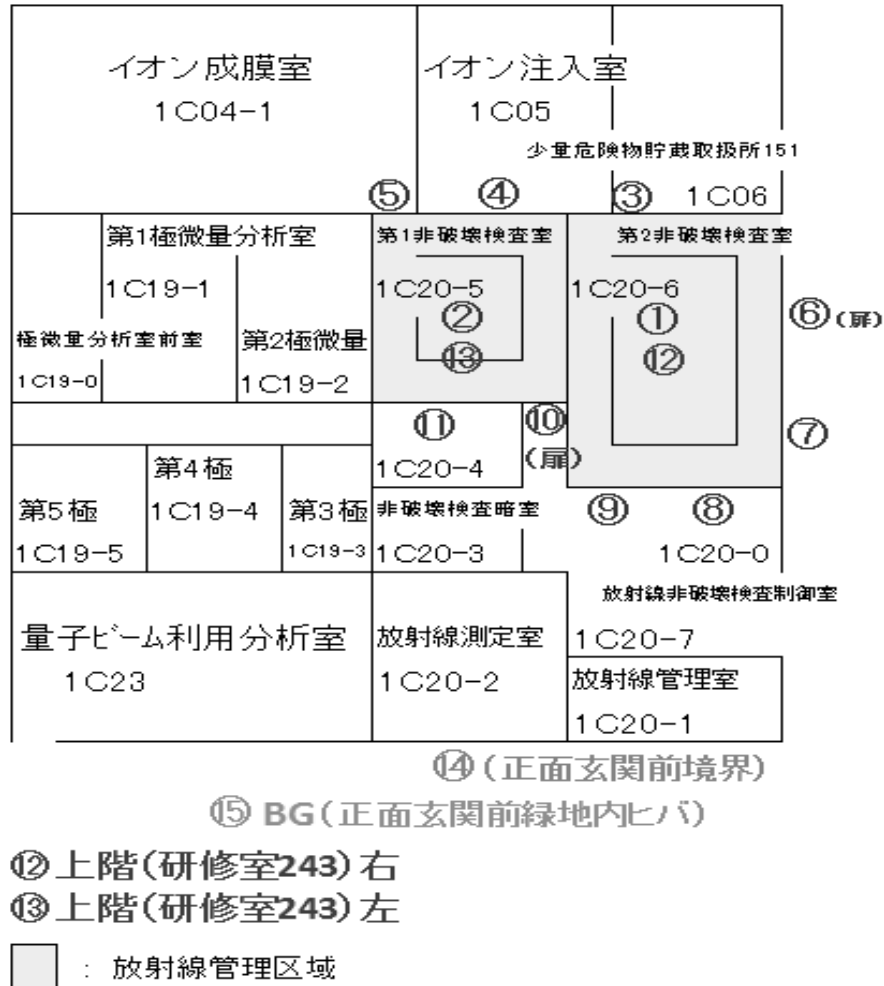 イオン成膜室
1C04-1
イオン注入室
1C05
少量危険物貯蔵取扱所151
1C06
⑤
④
③
第1極微量分析室
1C19-1
極微量分析室前室
1C19-0
第2極微量
1C19-2
第1非破壊検査室
1C20-5
②
⑬
第2非破壊検査室
1C20-6
①
⑫
⑥(扉)
⑦
⑪
1C20-4
⑩
(扉)
第5極
1C19-5
第4極
1C19-4
第3極
1C19-3
非破壊検査暗室
1C20-3
⑨
⑧
1C20-0
放射線非破壊検査制御室
1C20-7
量子ビーム利用分析室
1C23
放射線測定室
1C20-2
放射線管理室
1C20-1
⑭(正面玄関前境界)
⑮ BG(正面玄関前緑地内ヒバ)
⑫上階(研修室243)右
⑬上階(研修室243)左
: 放射線管理区域